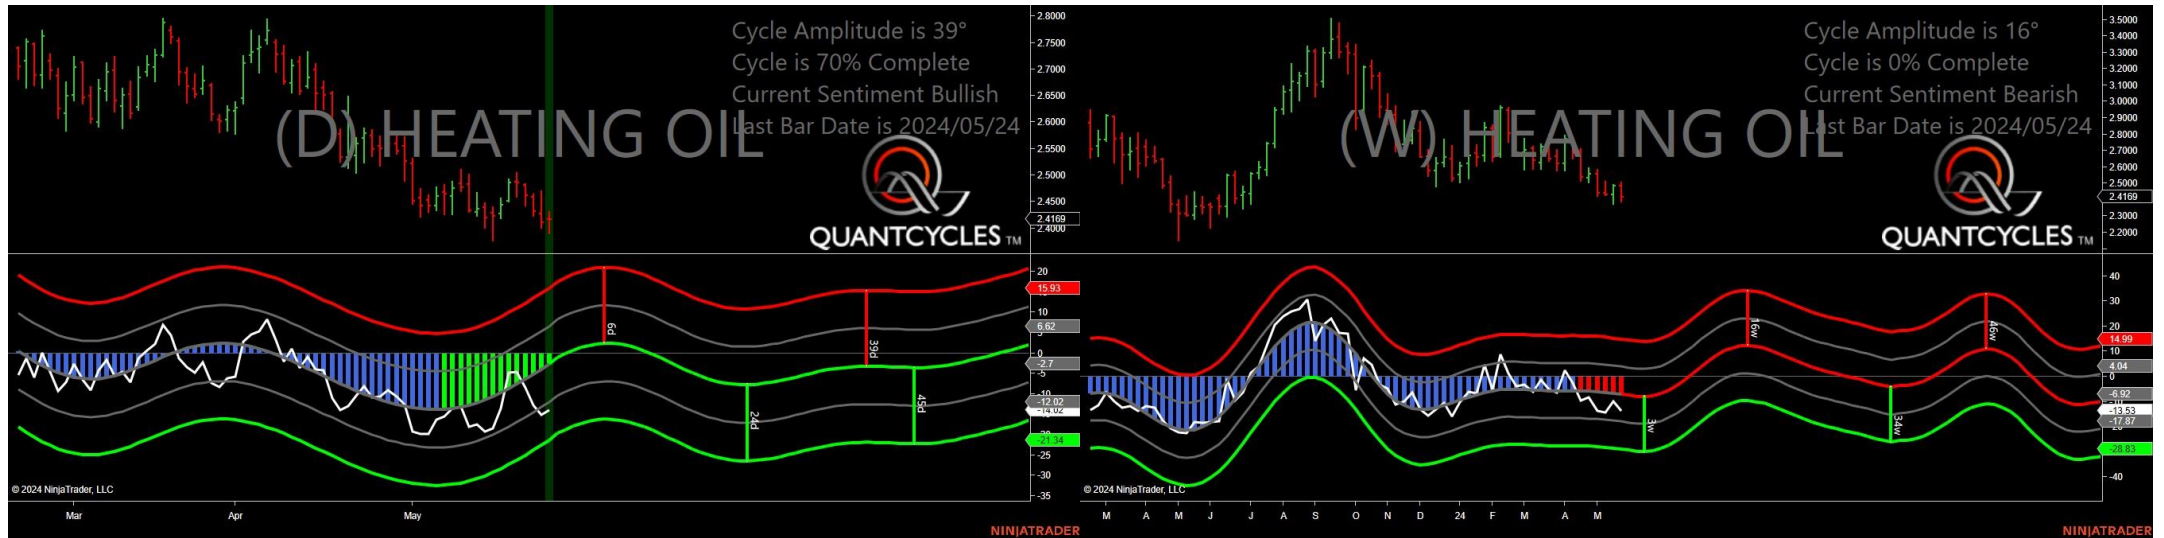 (D) HEATING OIL
Cycle Amplitude is 39°
Cycle is 70% Complete
Current Sentiment Bullish
Last Bar Date is 2024/05/24
QUANTCYCLES TM
2.8000
2.7500
2.7000
2.6500
2.6000
2.5500
2.5000
2.4500
2.4169
2.4000
20
15.93
10
6.62
0
-2.7
-5
-10
-12.02
-14.02
-20
-21.34
-25
-30
-35
6d
24d
39d
45d
© 2024 NinjaTrader, LLC
Mar
Apr
May
NINJATRADER
(W) HEATING OIL
Cycle Amplitude is 16°
Cycle is 0% Complete
Current Sentiment Bearish
Last Bar Date is 2024/05/24
QUANTCYCLES TM
3.5000
3.4000
3.3000
3.2000
3.1000
3.0000
2.9000
2.8000
2.7000
2.6000
2.5000
2.4169
2.3000
2.2000
40
30
20
14.99
10
4.04
0
-6.92
-13.53
-17.87
-28.83
-40
3w
16w
34w
46w
© 2024 NinjaTrader, LLC
M A M J J A S O N D 24 F M A M
NINJATRADER